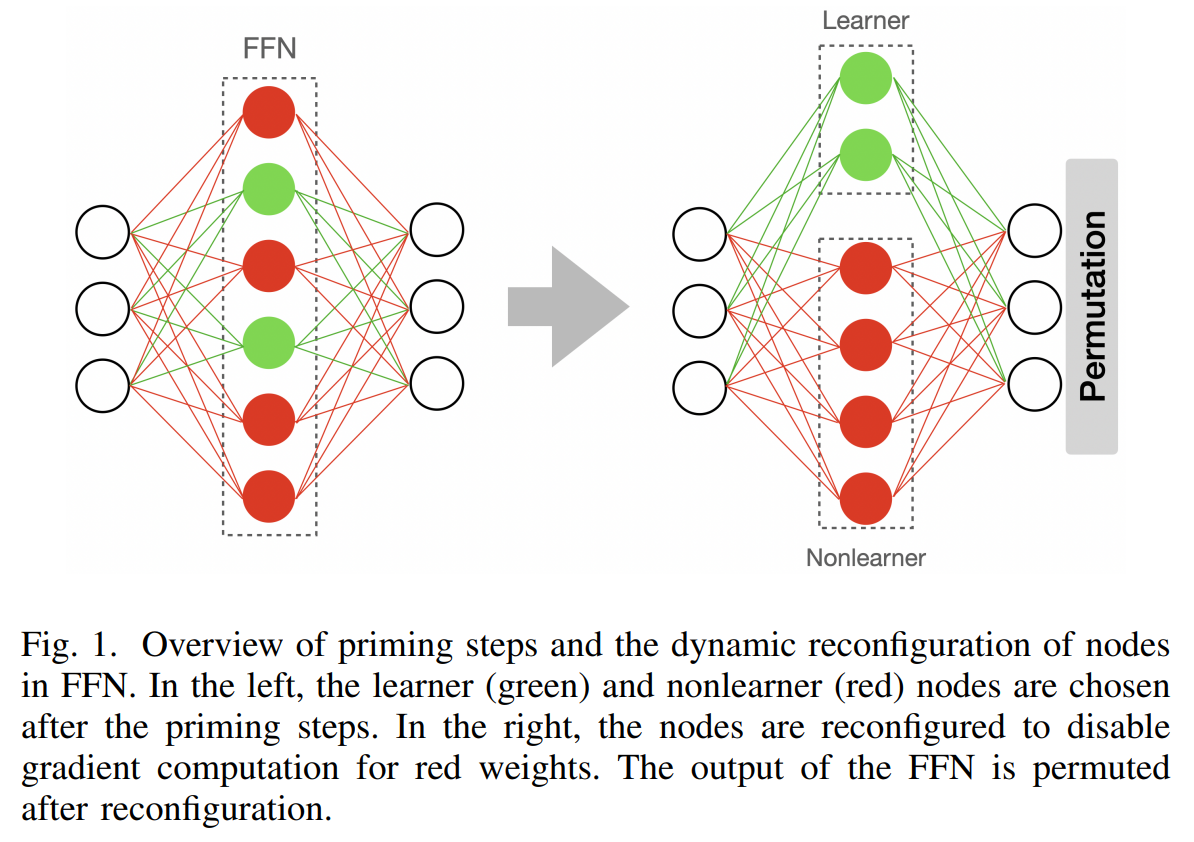 FFN
Learner
Permutation
Nonlearner
Fig. 1. Overview of priming steps and the dynamic reconfiguration of nodes
in FFN. In the left, the learner (green) and nonlearner (red) nodes are chosen
after the priming steps. In the right, the nodes are reconfigured to disable
gradient computation for red weights. The output of the FFN is permuted
after reconfiguration.